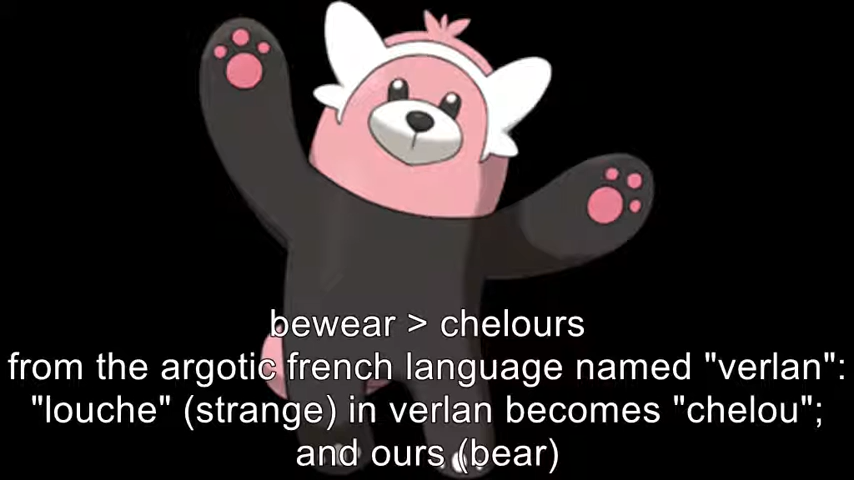 bewear > chelours
from the argotic french language named "verlan":
"louche" (strange) in verlan becomes "chelou";
and ours (bear)